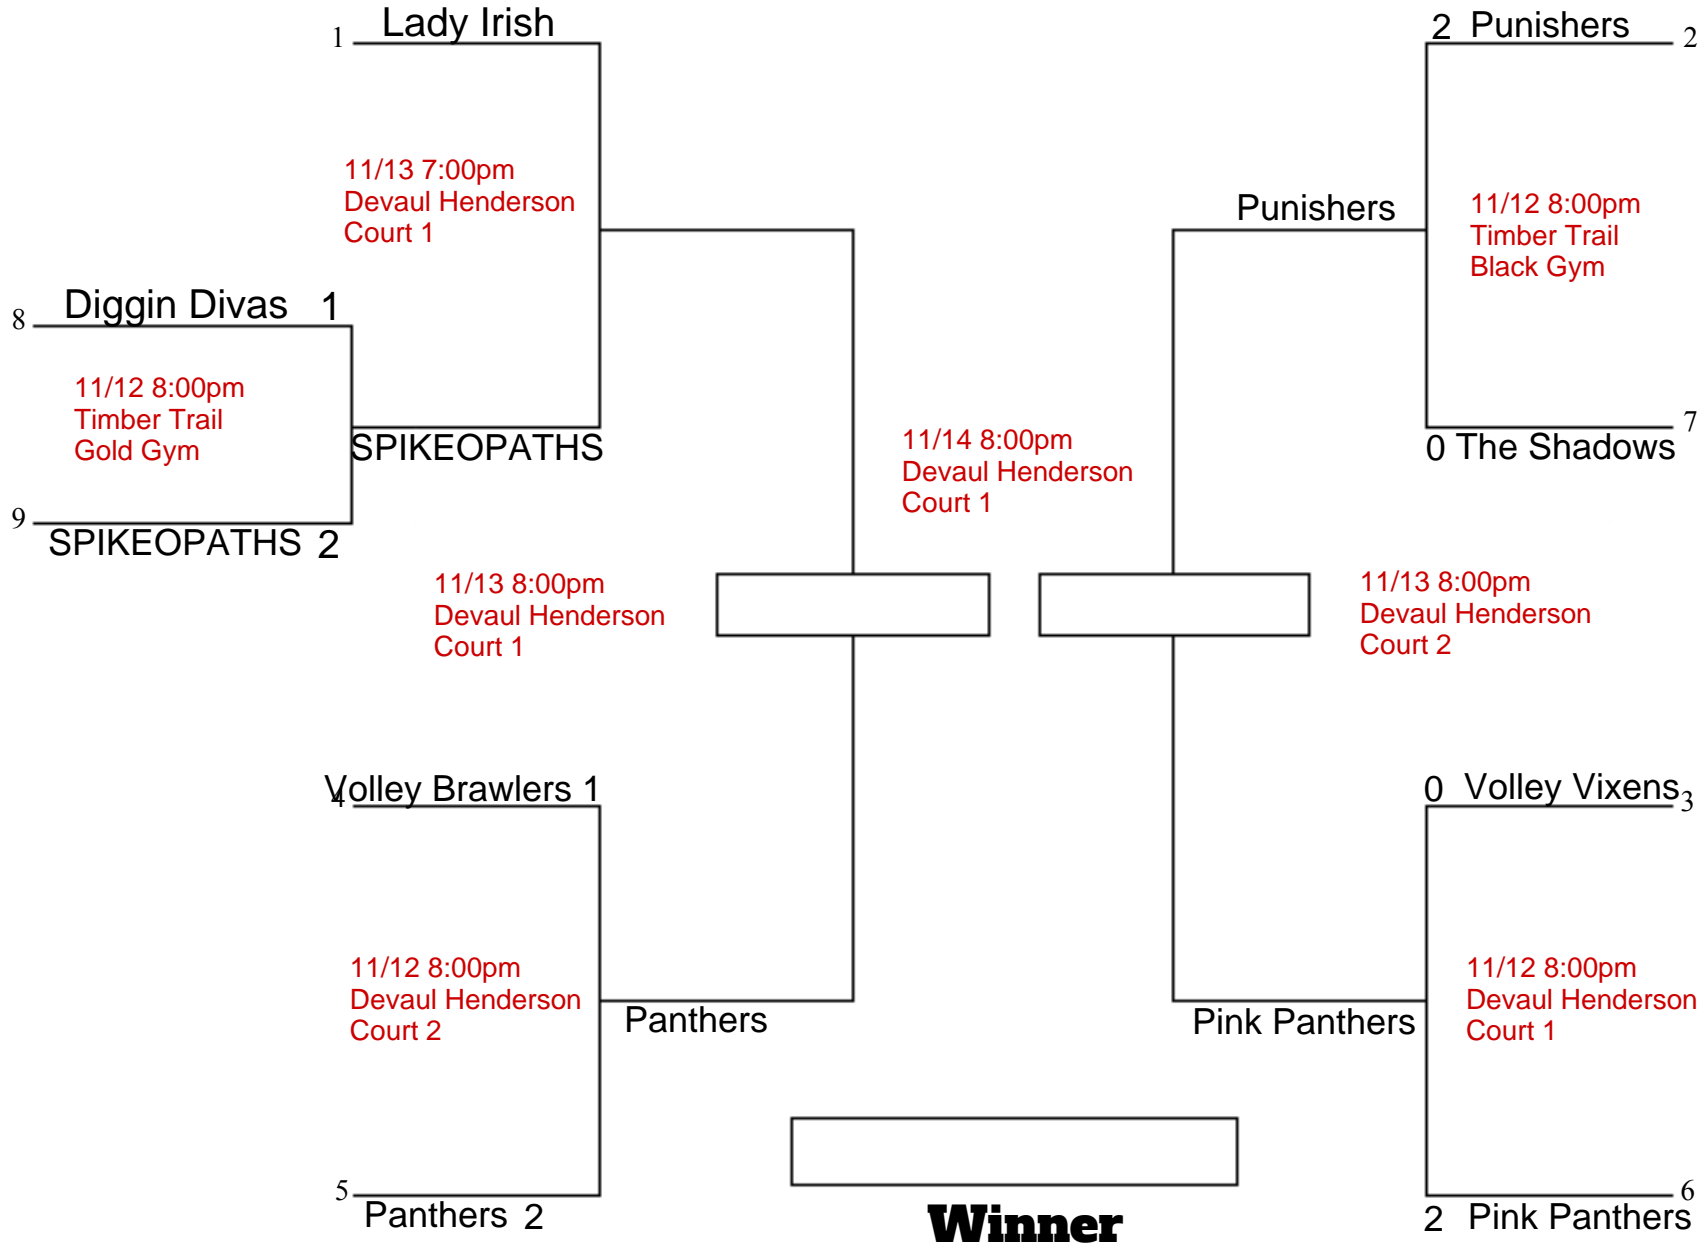 1 Lady Irish
2 Punishers 2
11/13 7:00pm
Devaul Henderson
Court 1
Punishers
11/12 8:00pm
Timber Trail
Black Gym
8 Diggin Divas 1
11/12 8:00pm
Timber Trail
Gold Gym
SPIKEOPATHS
9
SPIKEOPATHS 2
11/14 8:00pm
Devaul Henderson
Court 1
7
0 The Shadows
11/13 8:00pm
Devaul Henderson
Court 1
11/13 8:00pm
Devaul Henderson
Court 2
Volley Brawlers 1
4
0 Volley Vixens 3
11/12 8:00pm
Devaul Henderson
Court 2
Panthers
Pink Panthers
11/12 8:00pm
Devaul Henderson
Court 1
5
Panthers 2
Winner
6
2 Pink Panthers